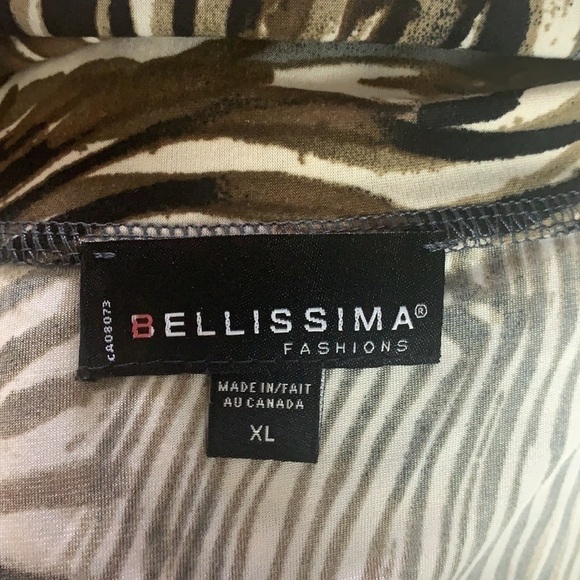 CA08073
BELLISSIMA®
FASHIONS
MADE IN/FAIT
AU CANADA
XL